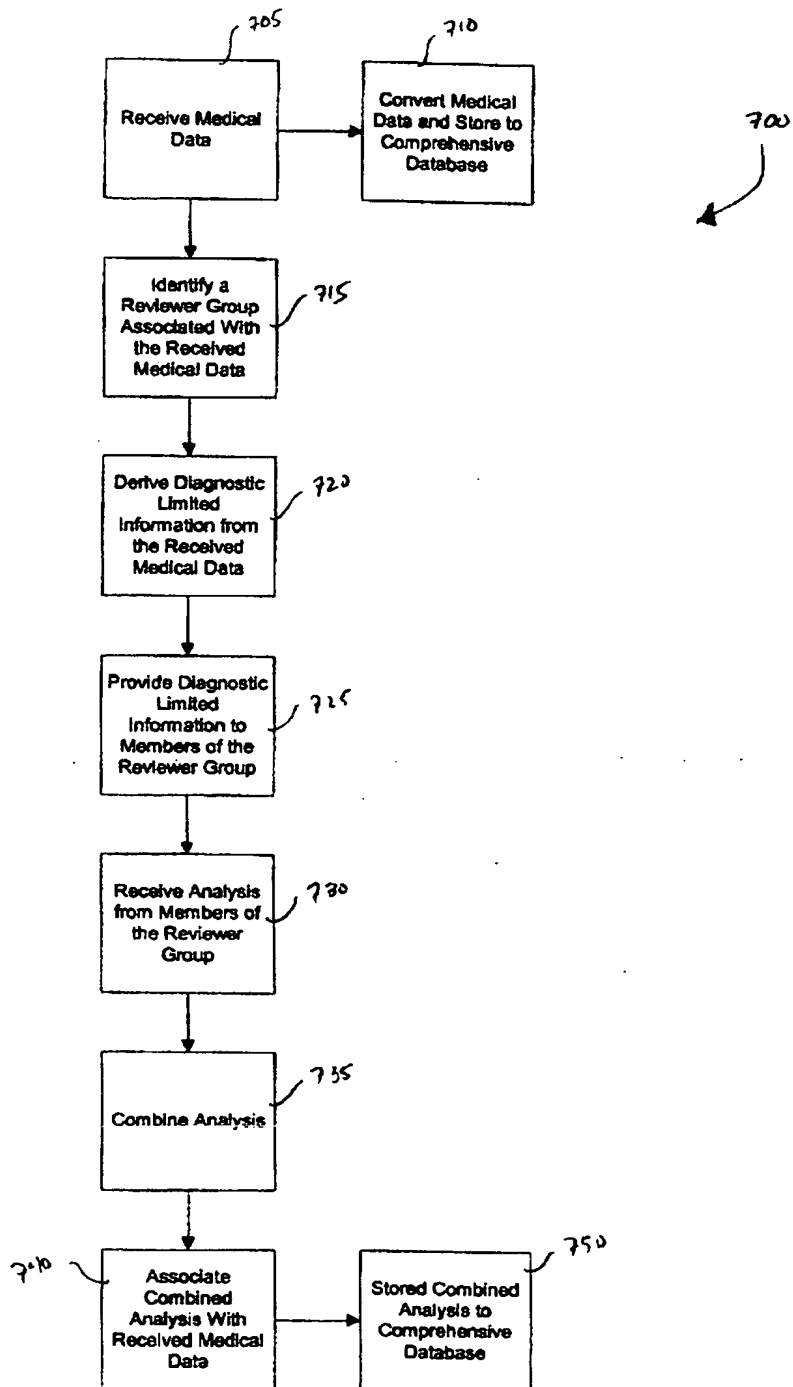 705
710
Receive Medical
Data
Convert Medical
Data and Store to
Comprehensive
Database
700
Identify a
Reviewer Group
Associated With
the Received
Medical Data
715
Derive Diagnostic
Limited
Information from
the Received
Medical Data
720
Provide Diagnostic
Limited
Information to
Members of the
Reviewer Group
725
Receive Analysis
from Members of
the Reviewer
Group
730
Combine Analysis
735
740
Associate
Combined
Analysis With
Received Medical
Data
750
Stored Combined
Analysis to
Comprehensive
Database